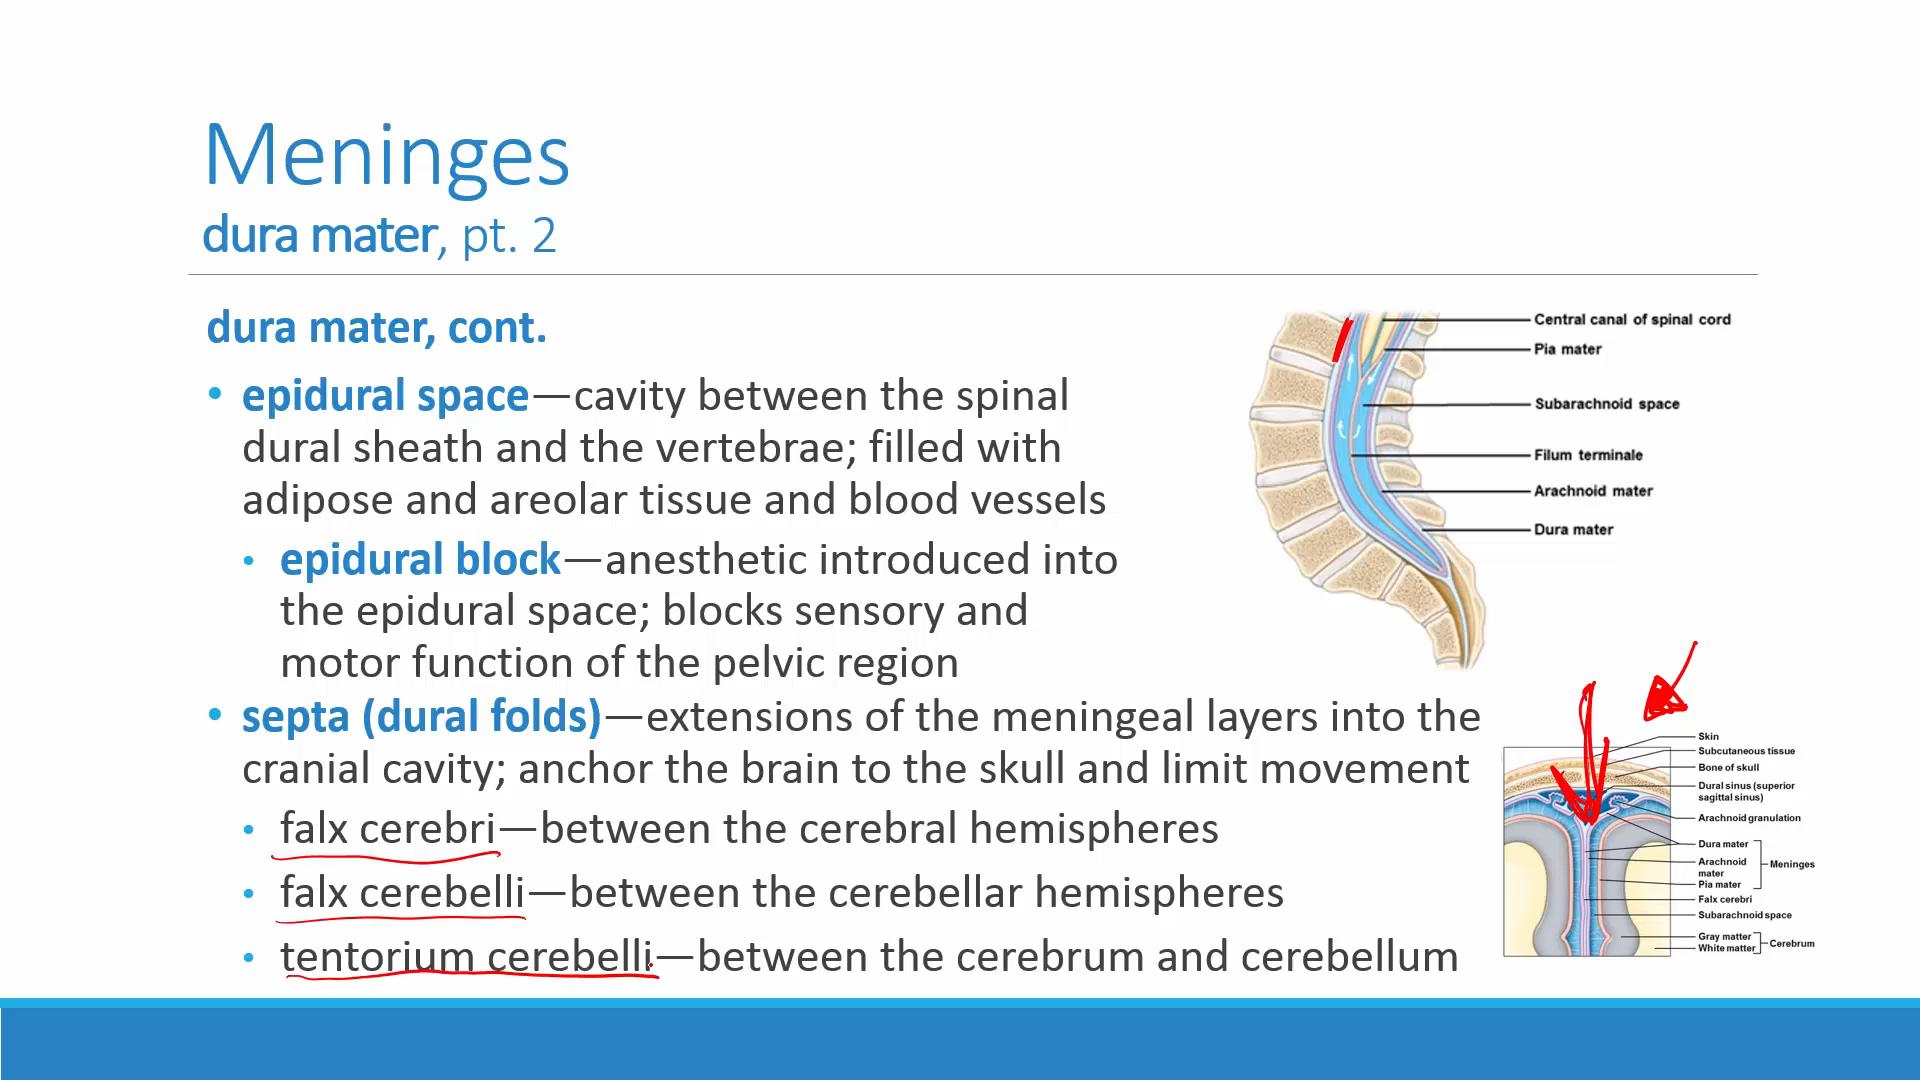 Meninges
dura mater, pt. 2
dura mater, cont.
• epidural space—cavity between the spinal
dural sheath and the vertebrae; filled with
adipose and areolar tissue and blood vessels
• epidural block—anesthetic introduced into
the epidural space; blocks sensory and
motor function of the pelvic region
• septa (dural folds)—extensions of the meningeal layers into the
cranial cavity; anchor the brain to the skull and limit movement
• falx cerebri—between the cerebral hemispheres
• falx cerebelli—between the cerebellar hemispheres
• tentorium cerebelli—between the cerebrum and cerebellum
Central canal of spinal cord
Pia mater
Subarachnoid space
Filum terminale
Arachnoid mater
Dura mater
Skin
Subcutaneous tissue
Bone of skull
Dural sinus (superior
sagittal sinus)
Arachnoid granulation
Dura mater
Arachnoid
mater
Meninges
Pia mater
Falx cerebri
Subarachnoid space
Gray matter
White matter
Cerebrum